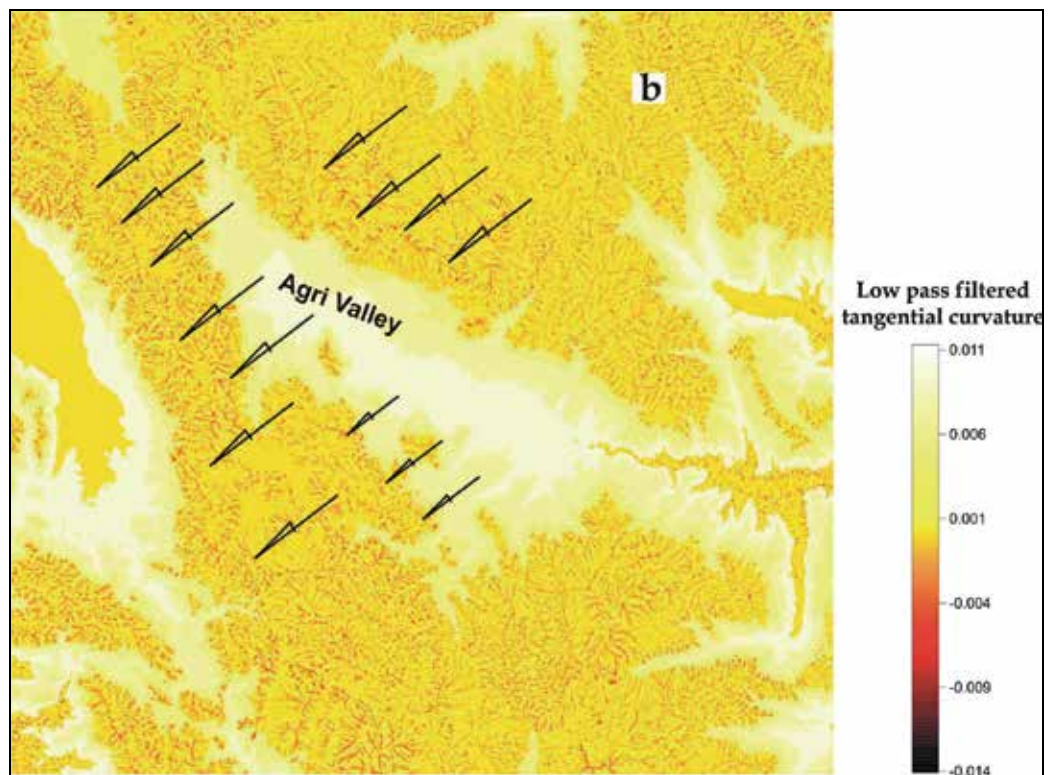 b
Agri Valley
Low pass filtered
tangential curvature
0.011
0.006
0.001
-0.004
-0.009
-0.014